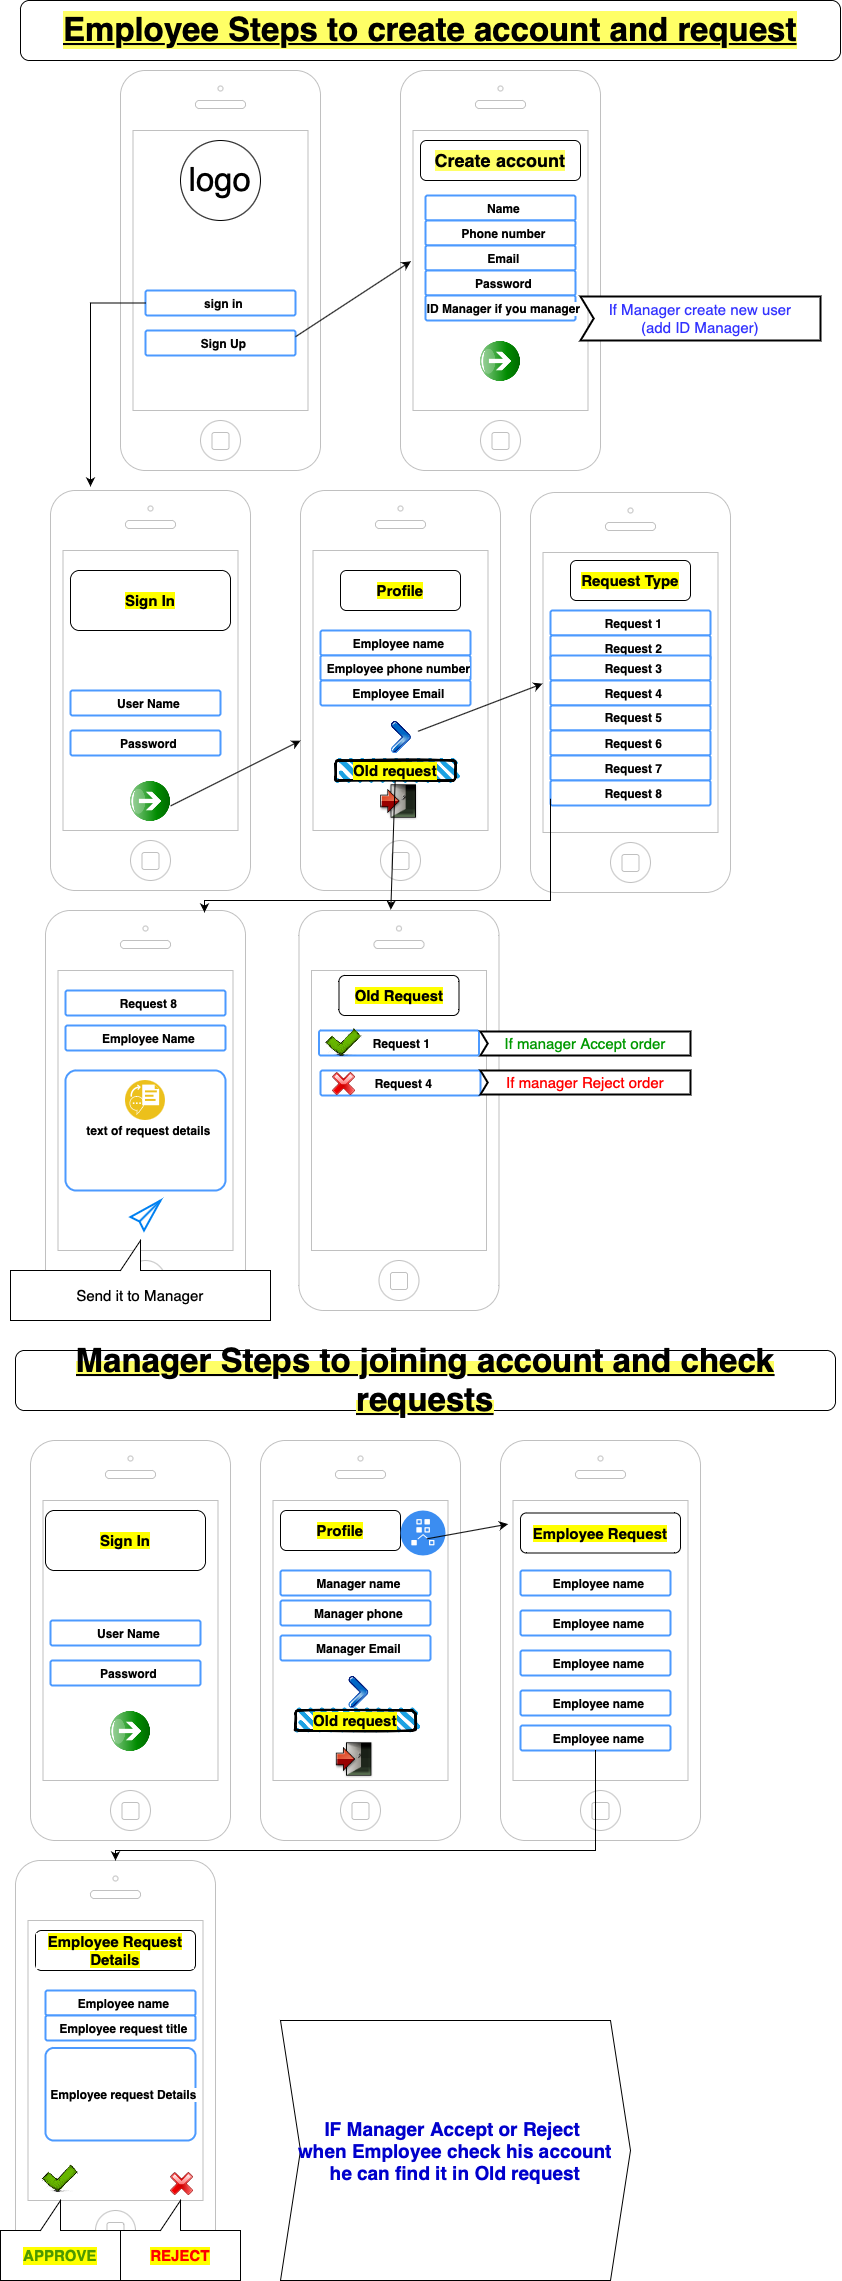 Employee Steps to create account and request
logo
sign in
Sign Up
Create account
Name
Phone number
Email
Password
ID Manager if you manager
If Manager create new user
(add ID Manager)
Sign In
User Name
Password
Profile
Employee name
Employee phone number
Employee Email
Old request
Request Type
Request 1
Request 2
Request 3
Request 4
Request 5
Request 6
Request 7
Request 8
Request 8
Employee Name
text of request details
Send it to Manager
Old Request
Request 1
If manager Accept order
Request 4
If manager Reject order
Manager Steps to joining account and check
requests
Sign In
User Name
Password
Profile
Manager name
Manager phone
Manager Email
Old request
Employee Request
Employee name
Employee name
Employee name
Employee name
Employee name
Employee Request
Details
Employee name
Employee request title
Employee request Details
APPROVE
REJECT
IF Manager Accept or Reject
when Employee check his account
he can find it in Old request